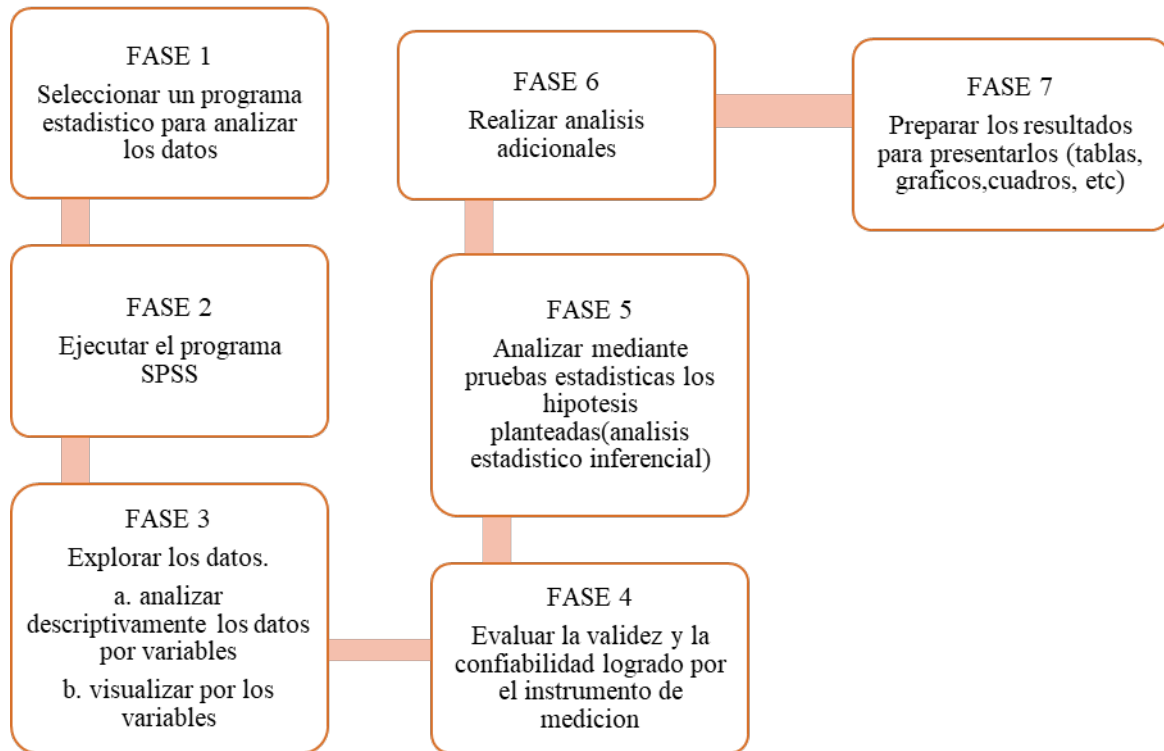 FASE 1
Seleccionar un programa
estadistico para analizar
los datos
FASE 2
Ejecutar el programa
SPSS
FASE 3
Explorar los datos.
a. analizar
descriptivamente los datos
por variables
b. visualizar por los
variables
FASE 4
Evaluar la validez y la
confiabilidad logrado por
el instrumento de
medicion
FASE 5
Analizar mediante
pruebas estadisticas los
hipotesis
planteadas(analisis
estadistico inferencial)
FASE 6
Realizar analisis
adicionales
FASE 7
Preparar los resultados
para presentarlos (tablas,
graficos,cuadros, etc)